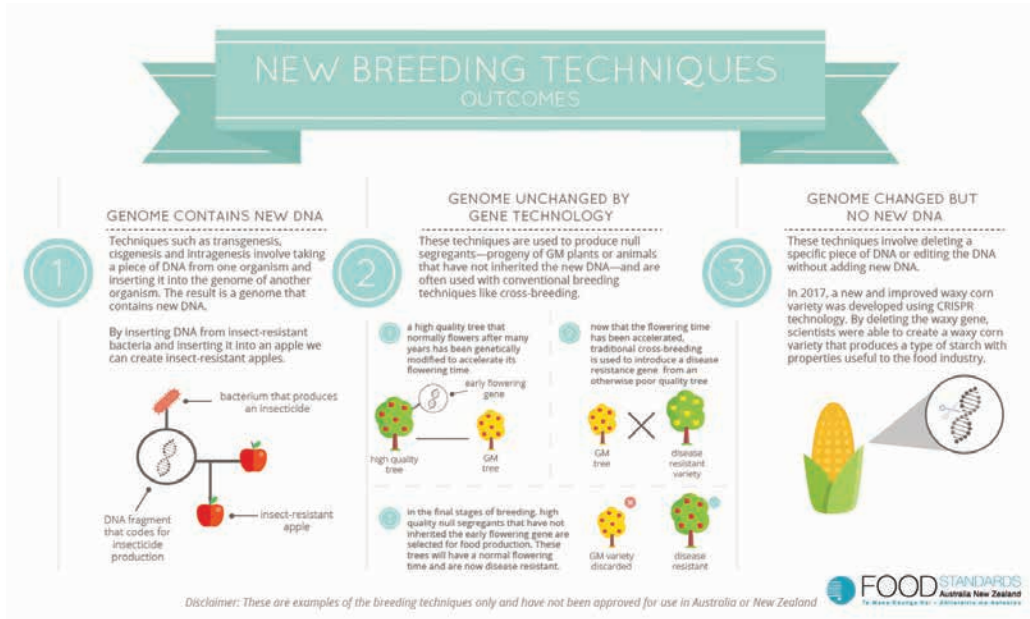 NEW BREEDING TECHNIQUES
OUTCOMES
1
GENOME CONTAINS NEW DNA
Techniques such as transgenesis,
cisgenesis and intragenesis involve taking
a piece of DNA from one organism and
inserting it into the genome of another
organism. The result is a genome that
contains new DNA.
By inserting DNA from insect-resistant
bacteria and inserting it into an apple we
can create insect-resistant apples.
bacterium that produces
an insecticide
DNA fragment
that codes for
insecticide
production
insect-resistant
apple
2
GENOME UNCHANGED BY
GENE TECHNOLOGY
These techniques are used to produce null
segregants—progeny of GM plants or animals
that have not inherited the new DNA—and are
often used with conventional breeding
techniques like cross-breeding.
a high quality tree that
normally flowers after many
years has been genetically
modified to accelerate its
flowering time
early flowering
gene
high quality
tree
GM
tree
now that the flowering time
has been accelerated,
traditional cross-breeding
is used to introduce a disease
resistance gene from an
otherwise poor quality tree
GM
tree
disease
resistant
variety
In the final stages of breeding, high
quality null segregants that have not
inherited the early flowering gene are
selected for food production. These
trees will have a normal flowering
time and are now disease resistant.
GM variety
discarded
disease
resistant
3
GENOME CHANGED BUT
NO NEW DNA
These techniques involve deleting a
specific piece of DNA or editing the DNA
without adding new DNA.
In 2017, a new and improved waxy corn
variety was developed using CRISPR
technology. By deleting the waxy gene,
scientists were able to create a waxy corn
variety that produces a type of starch with
properties useful to the food industry.
Disclaimer: These are examples of the breeding techniques only and have not been approved for use in Australia or New Zealand
FOOD STANDARDS
Australia New Zealand